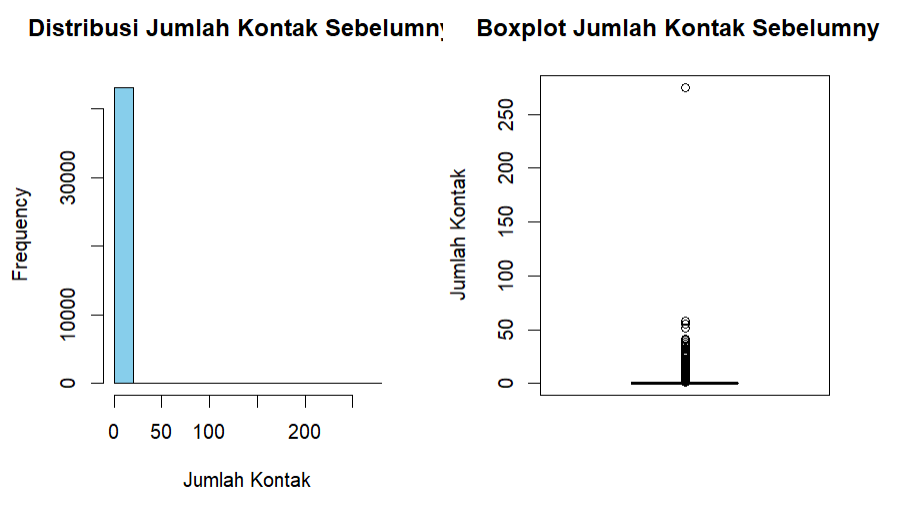 Distribusi Jumlah Kontak Sebelumny
Frequency
0
10000
30000
0 50 100 200
Jumlah Kontak
Boxplot Jumlah Kontak Sebelumny
Jumlah Kontak
0
50
100
150
200
250